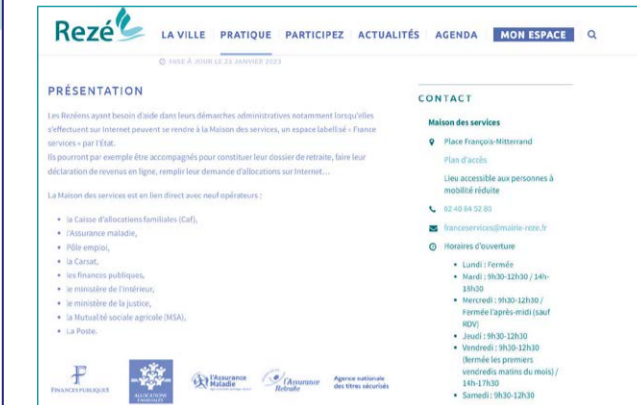 Rezé
LA VILLE PRATIQUE PARTICIPEZ ACTUALITÉS AGENDA MON ESPACE
MISE À JOUR LE 25 JANVIER 2023
PRÉSENTATION
Les Rezéens ayant besoin d'aide dans leurs démarches administratives notamment lorsqu'elles
s'effectuent sur Internet peuvent se rendre à la Maison des services, un espace labellisé « France
services » par l'État.
Ils pourront par exemple être accompagnés pour constituer leur dossier de retraite, faire leur
déclaration de revenus en ligne, remplir leur demande d'allocations sur Internet…
La Maison des services est en lien direct avec neuf opérateurs :
• la Caisse d'allocations familiales (Caf),
• l'Assurance maladie,
• Pôle emploi,
• la Carsat,
• les finances publiques,
• le ministère de l'intérieur,
• le ministère de la justice,
• la Mutualité sociale agricole (MSA),
• La Poste.
FINANCES PUBLIQUES
ALLOCATIONS
FAMILIALES
l'Assurance
Maladie
l'Assurance
Retraite
Agence nationale
des titres sécurisés
CONTACT
Maison des services
Place François-Mitterrand
Plan d'accès
Lieu accessible aux personnes à
mobilité réduite
02 40 84 52 80
franceservices@mairie-reze.fr
Horaires d'ouverture
• Lundi : Fermée
• Mardi : 9h30-12h30 / 14h-
• Mercredi : 9h30-12h30 /
Fermée l'après-midi (sauf
RDV)
• Jeudi : 9h30-12h30
• Vendredi : 9h30-12h30
(fermée les premiers
vendredis matins du mois) /
14h-17h30
• Samedi : 9h30-12h30